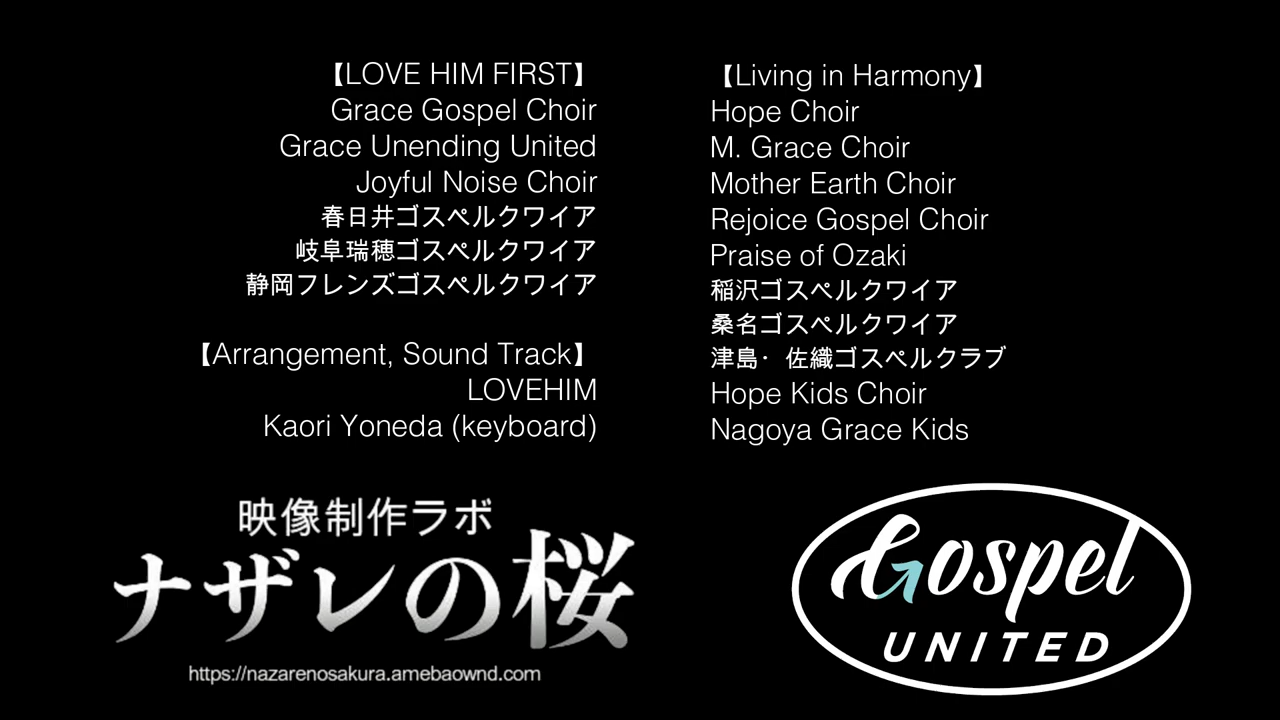 【LOVE HIM FIRST】
Grace Gospel Choir
Grace Unending United
Joyful Noise Choir
春日井ゴスペルクワイア
岐阜瑞穂ゴスペルクワイア
静岡フレンズゴスペルクワイア
【Arrangement, Sound Track】
LOVEHIM
Kaori Yoneda (keyboard)
【Living in Harmony】
Hope Choir
M. Grace Choir
Mother Earth Choir
Rejoice Gospel Choir
Praise of Ozaki
稲沢ゴスペルクワイア
桑名ゴスペルクワイア
津島・佐織ゴスペルクラブ
Hope Kids Choir
Nagoya Grace Kids
映像制作ラボ
ナザレの桜
https://nazarenosakura.amebaownd.com
Gospel
UNITED